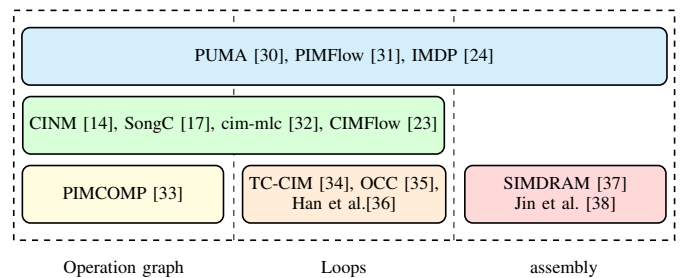 PUMA [30], PIMFlow [31], IMDP [24]
CINM [14], SongC [17], cim-mlc [32], CIMFlow [23]
PIMCOMP [33]
TC-CIM [34], OCC [35],
Han et al.[36]
SIMDRAM [37]
Jin et al. [38]
Operation graph
Loops
assembly